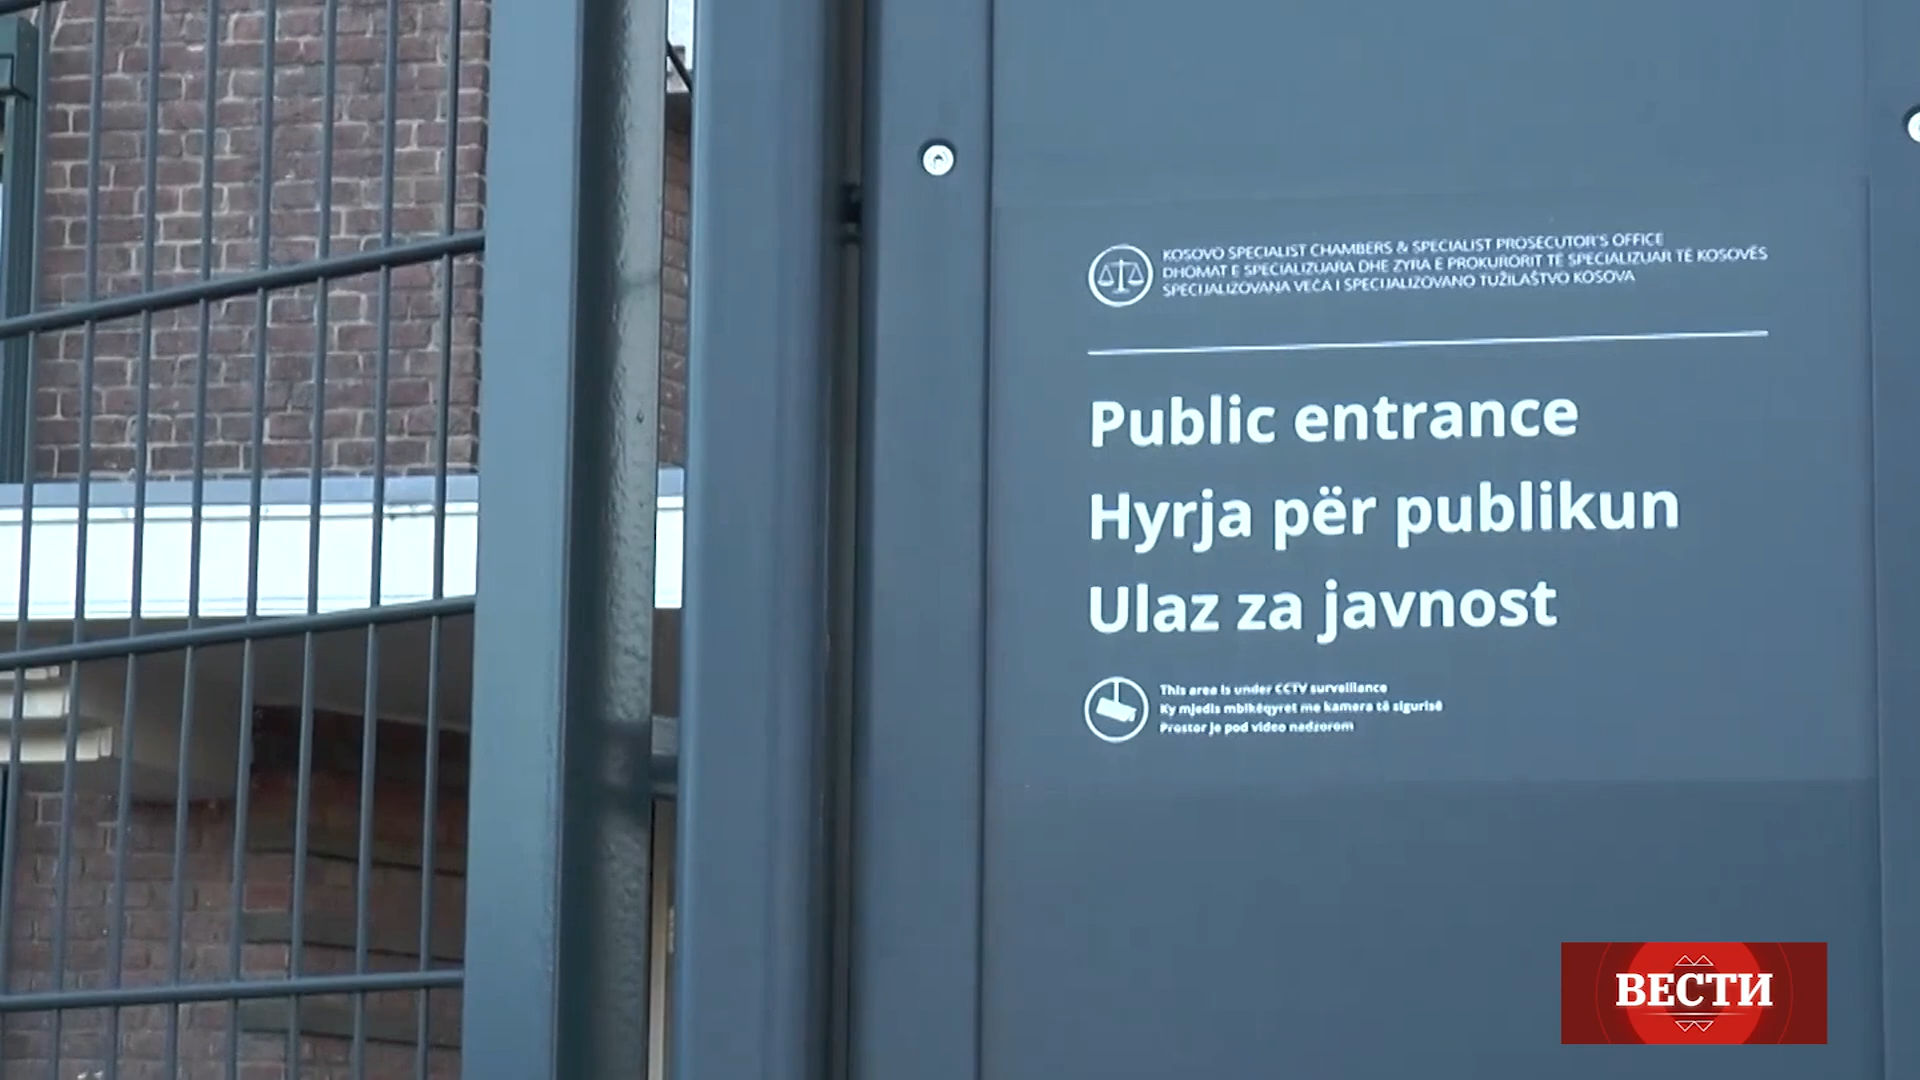 KOSOVO SPECIALIST CHAMBERS & SPECIALIST PROSECUTOR'S OFFICE
DHOMAT E SPECIALIZUARA DHE ZYRA E PROKURORIT TË SPECIALIZUAR TË KOSOVËS
SPECIJALIZOVANA VEĆA I SPECIJALIZOVANO TUŽILAŠTVO KOSOVA
Public entrance
Hyrja për publikun
Ulaz za javnost
This area is under CCTV surveillance
Ky mjedis mbikëqyret me kamera të sigurisë
Prostor je pod video nadzorom
ВЕСТИ